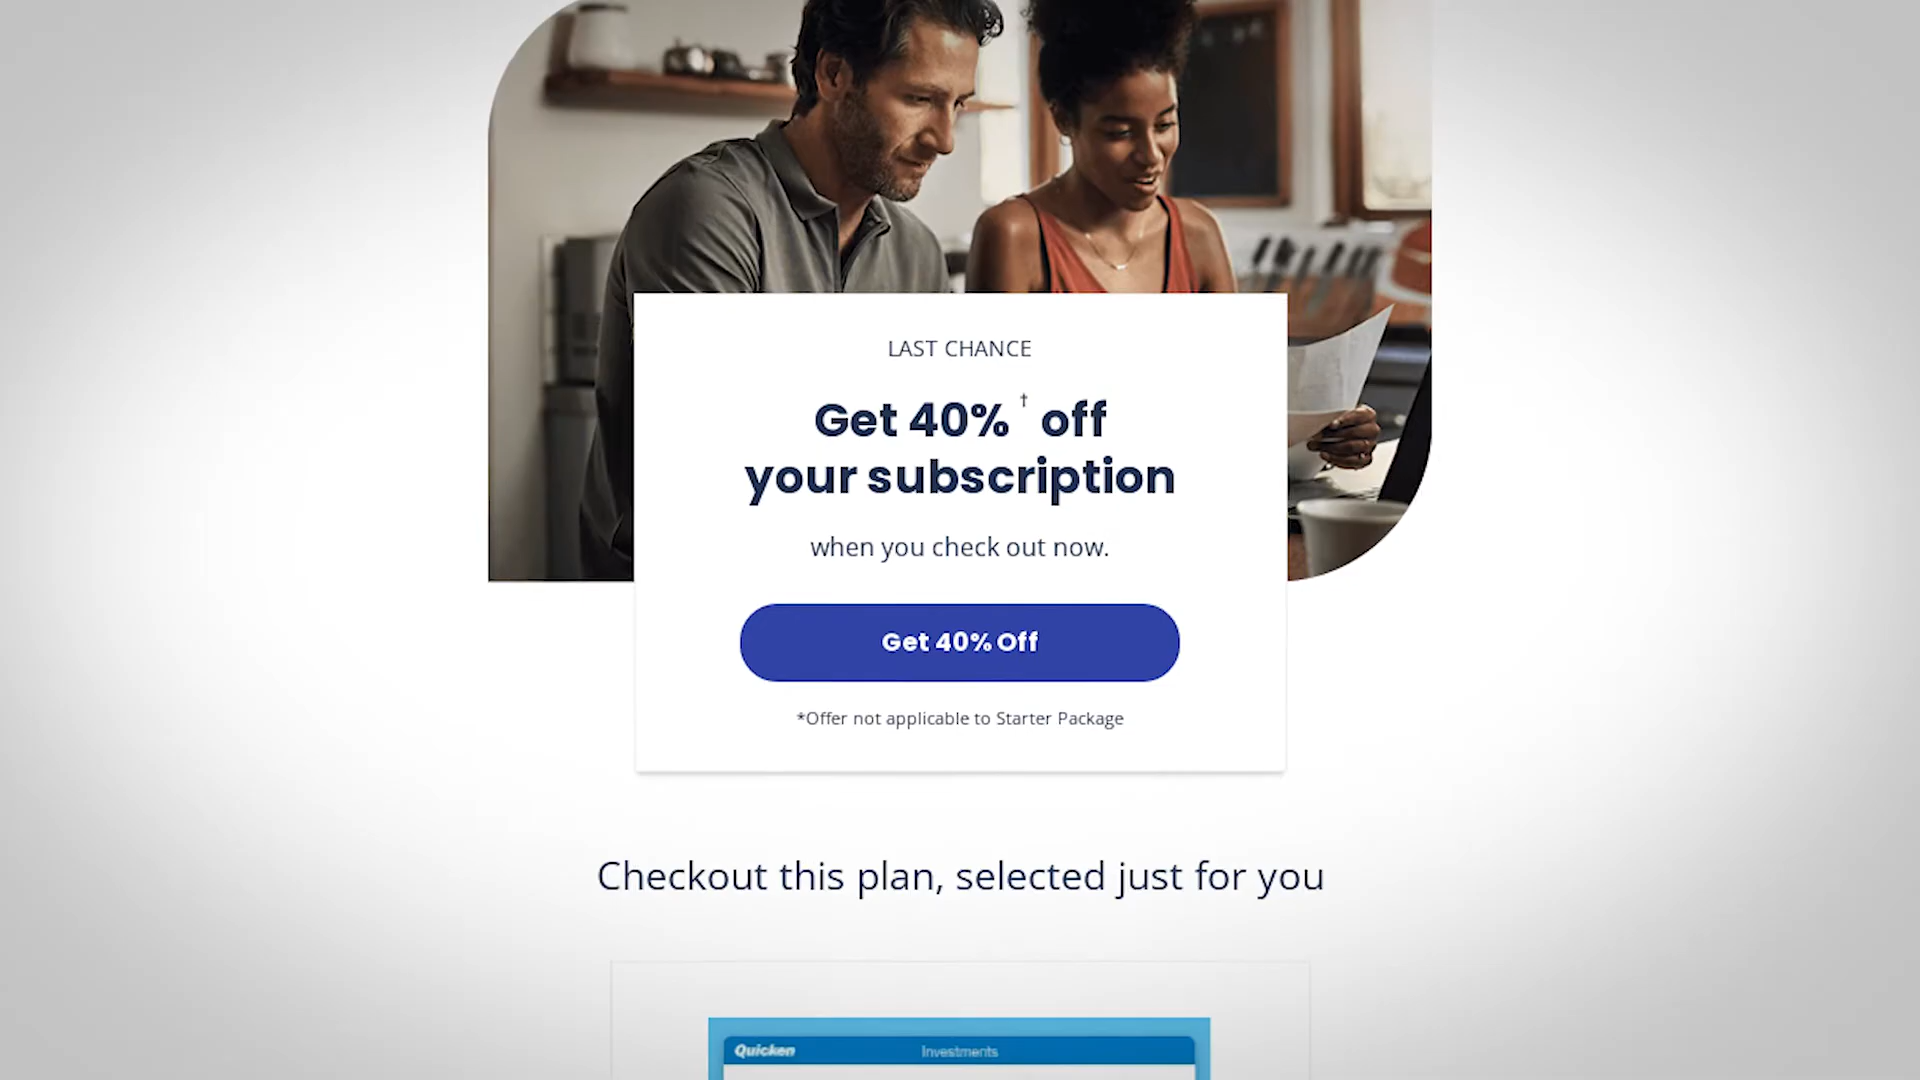 LAST CHANCE
Get 40% † off
your subscription
when you check out now.
Get 40% Off
*Offer not applicable to Starter Package
Checkout this plan, selected just for you
Quicken
Investments